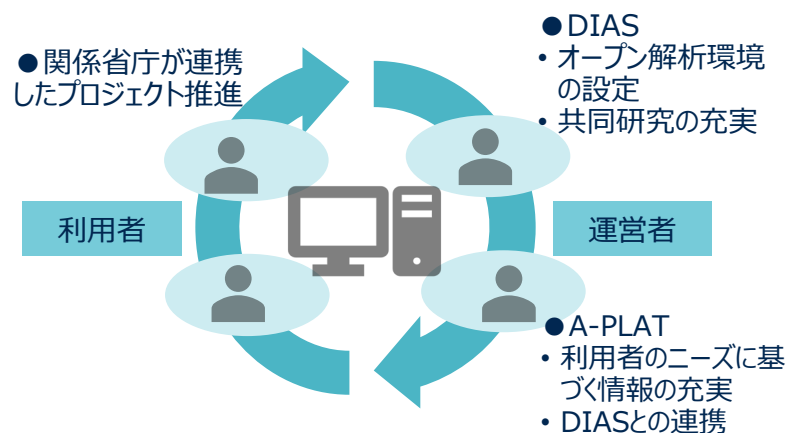 ●関係省庁が連携
したプロジェクト推進
利用者
●DIAS
• オープン解析環境
の設定
• 共同研究の充実
運営者
●A-PLAT
• 利用者のニーズに基
づく情報の充実
• DIASとの連携